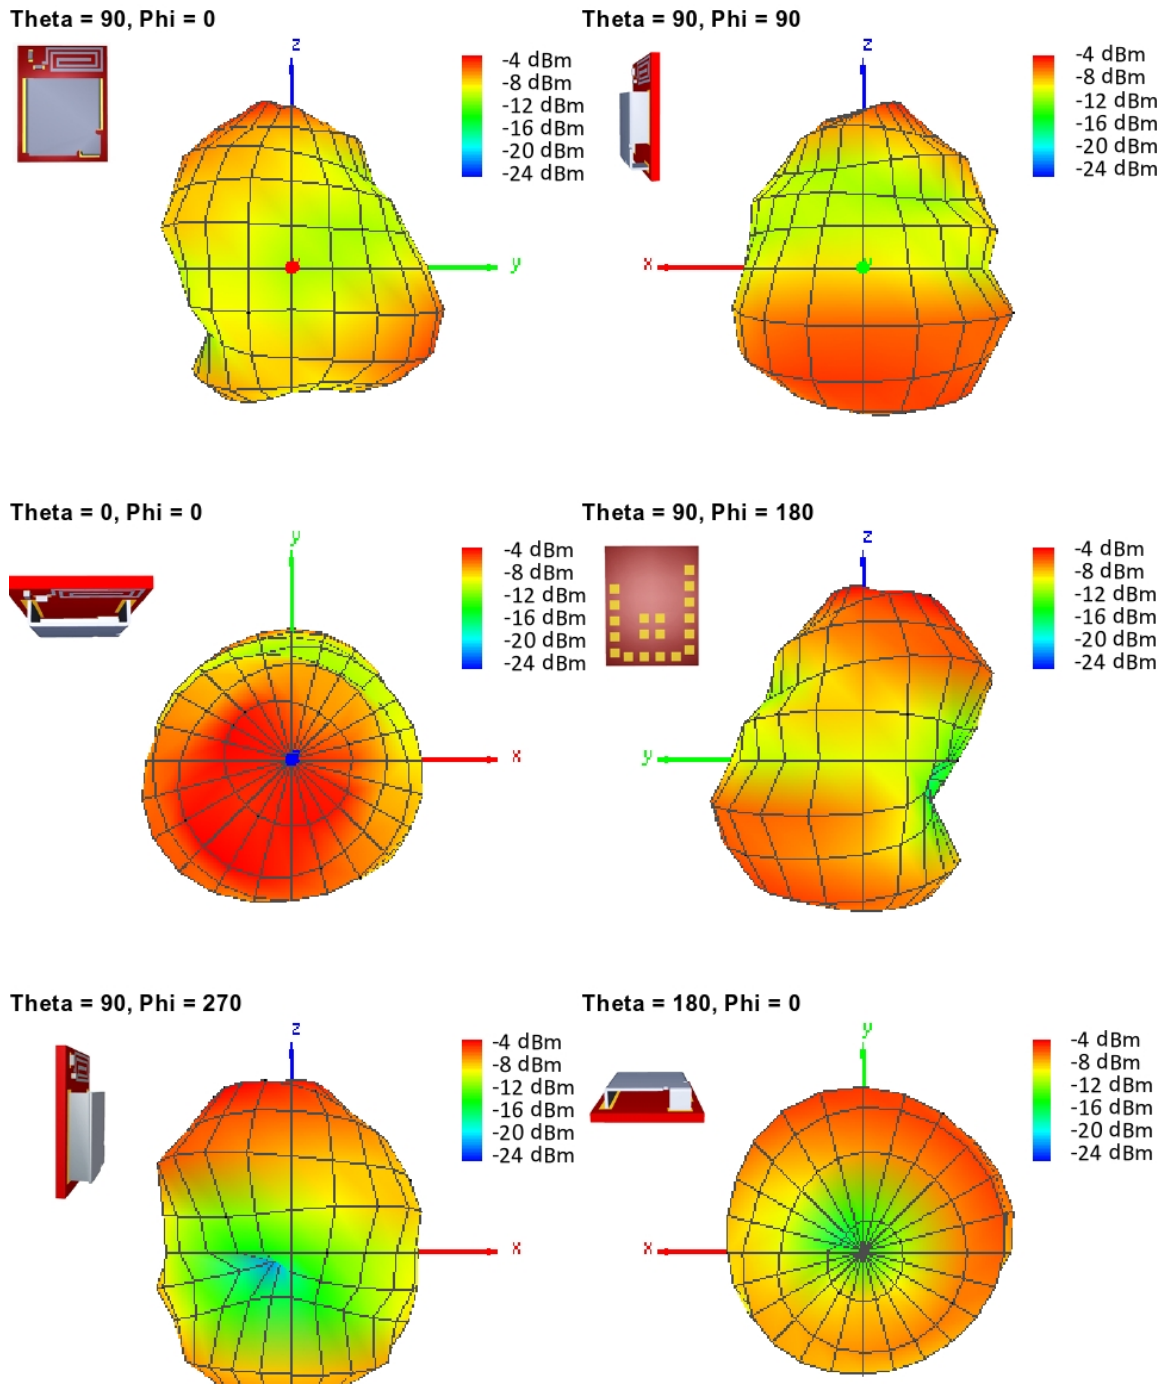 Theta = 90, Phi = 0
z
-4 dBm
-8 dBm
-12 dBm
-16 dBm
-20 dBm
-24 dBm
y
Theta = 90, Phi = 90
z
-4 dBm
-8 dBm
-12 dBm
-16 dBm
-20 dBm
-24 dBm
x
Theta = 0, Phi = 0
y
-4 dBm
-8 dBm
-12 dBm
-16 dBm
-20 dBm
-24 dBm
x
Theta = 90, Phi = 180
z
-4 dBm
-8 dBm
-12 dBm
-16 dBm
-20 dBm
-24 dBm
y
Theta = 90, Phi = 270
z
-4 dBm
-8 dBm
-12 dBm
-16 dBm
-20 dBm
-24 dBm
x
Theta = 180, Phi = 0
y
-4 dBm
-8 dBm
-12 dBm
-16 dBm
-20 dBm
-24 dBm
x